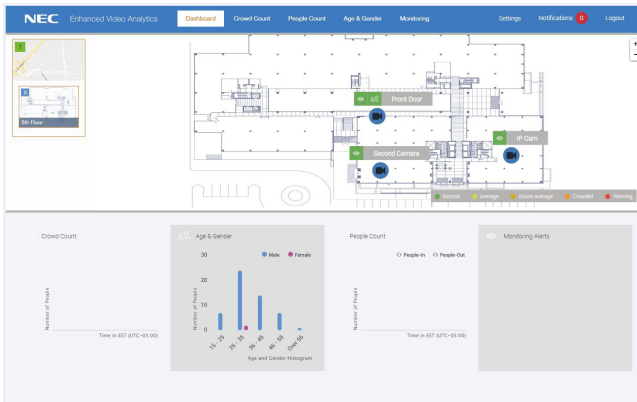 NEC Enhanced Video Analytics Dashboard Crowd Count People Count Age & Gender Monitoring Settings Notifications 0 Logout
1
5th Floor
Front Door
IP Cam
Second Camera
Normal Average Above average Crowded Warning
Crowd Count
Number of People
Time in EST (UTC-05:00)
Age & Gender
Male Female
30
20
10
0
Number of People
15 - 25 26 - 35 36 - 45 46 - 55 Over 56
Age and Gender Histogram
People Count
People-In People-Out
Number of People
Time in EST (UTC-05:00)
Monitoring Alerts